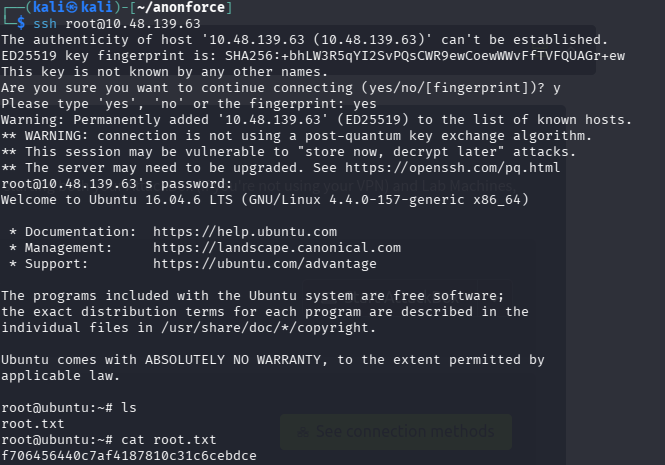 ┌──(kali㉿kali)-[~/anonforce]
└─$ ssh root@10.48.139.63
The authenticity of host '10.48.139.63 (10.48.139.63)' can't be established.
ED25519 key fingerprint is: SHA256:+bhLW3R5qYI2SvPQsCWR9ewCoewWWvFfTVFQUAGr+ew
This key is not known by any other names.
Are you sure you want to continue connecting (yes/no/[fingerprint])? y
Please type 'yes', 'no' or the fingerprint: yes
Warning: Permanently added '10.48.139.63' (ED25519) to the list of known hosts.
** WARNING: connection is not using a post-quantum key exchange algorithm.
** This session may be vulnerable to "store now, decrypt later" attacks.
** The server may need to be upgraded. See https://openssh.com/pq.html
root@10.48.139.63's password:
you're not using your VPN) and Lab Machines.
Welcome to Ubuntu 16.04.6 LTS (GNU/Linux 4.4.0-157-generic x86_64)
* Documentation: https://help.ubuntu.com
* Management: https://landscape.canonical.com
* Support: https://ubuntu.com/advantage
The programs included with the Ubuntu system are free software;
the exact distribution terms for each program are described in the
individual files in /usr/share/doc/*/copyright.
Ubuntu comes with ABSOLUTELY NO WARRANTY, to the extent permitted by
applicable law.
root@ubuntu:~# ls
root.txt
See connection methods
root@ubuntu:~# cat root.txt
f706456440c7af4187810c31c6cebdce